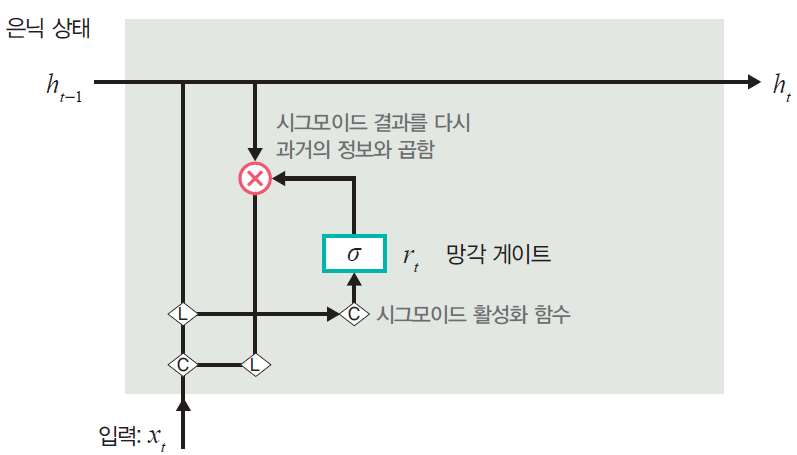 은닉 상태
h_{t-1}
h_t
시그모이드 결과를 다시
과거의 정보와 곱함
σ
r_t 망각 게이트
L
C 시그모이드 활성화 함수
C
L
입력: x_t